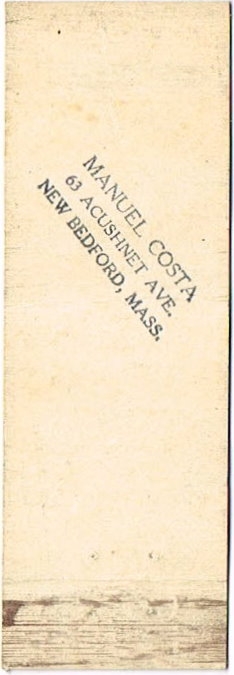 MANUEL COSTA
63 ACUSHNET AVE.
NEW BEDFORD, MASS.